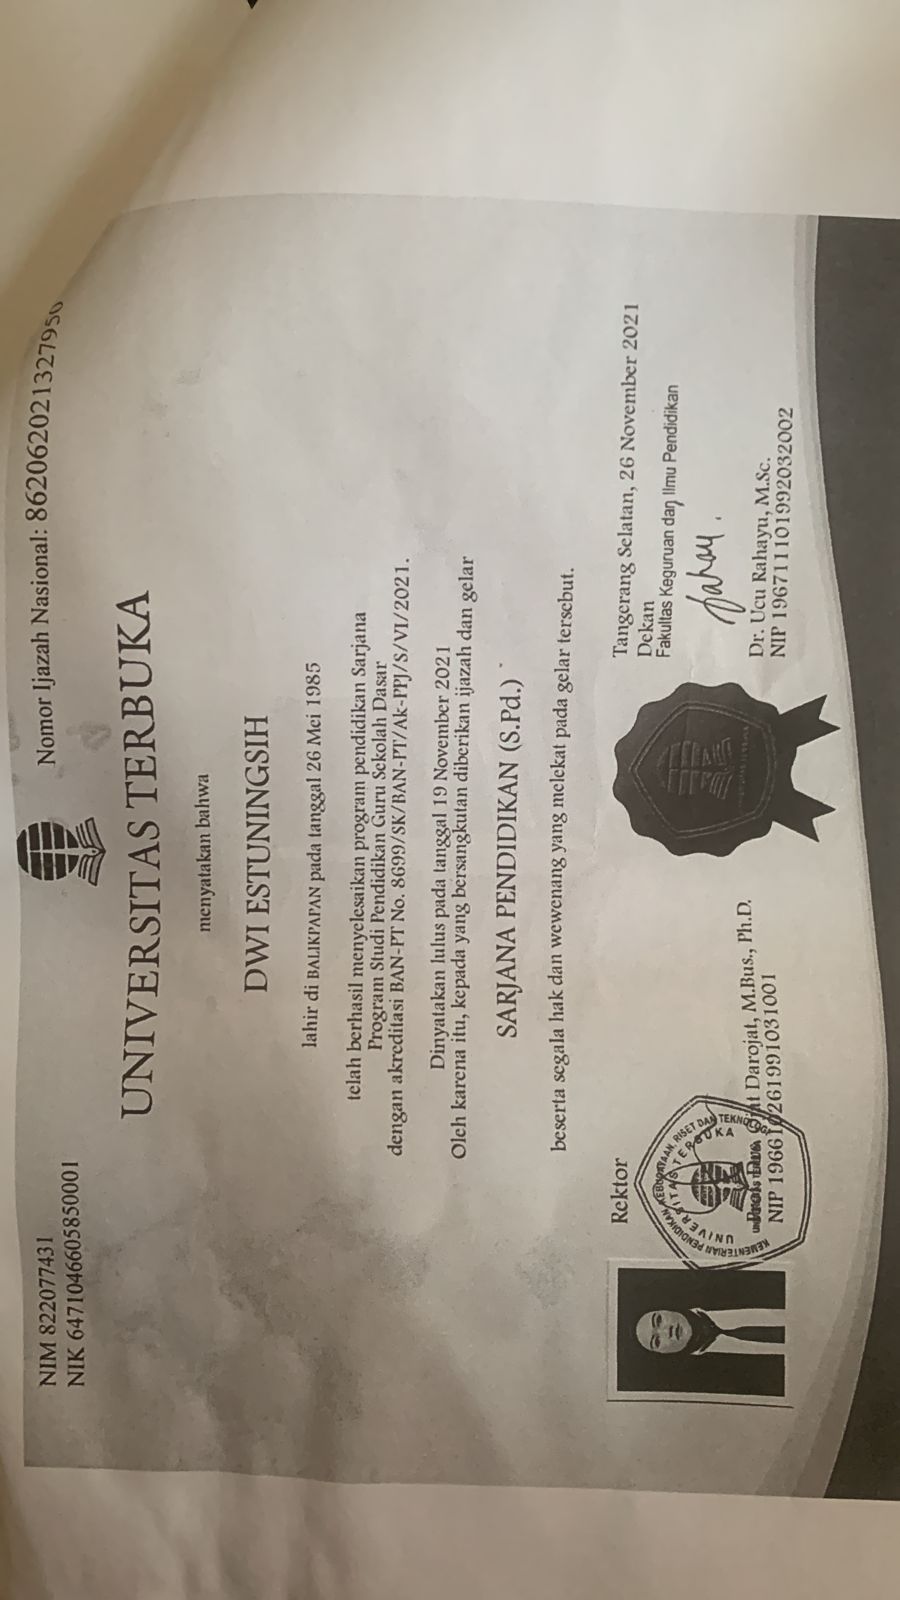 NIM 822077431
NIK 6471046605850001
Nomor Ijazah Nasional: 862062021327950
UNIVERSITAS TERBUKA
menyatakan bahwa
DWI ESTUNINGSIH
lahir di BALIKPAPAN pada tanggal 26 Mei 1985
telah berhasil menyelesaikan program pendidikan Sarjana
Program Studi Pendidikan Guru Sekolah Dasar
dengan akreditasi BAN-PT No. 8699/SK/BAN-PT/Ak-PPJ/S/VI/2021.
Dinyatakan lulus pada tanggal 19 November 2021
Oleh karena itu, kepada yang bersangkutan diberikan ijazah dan gelar
SARJANA PENDIDIKAN (S.Pd.)
beserta segala hak dan wewenang yang melekat pada gelar tersebut.
Rektor
KEMENTERIAN PENDIDIKAN KEBUDAYAAN, RISET DAN TEKNOLOGI
UNIVERSITAS TERBUKA
Darojat, M.Bus., Ph.D.
NIP 196610261991031001
Tangerang Selatan, 26 November 2021
Dekan
Fakultas Keguruan dan Ilmu Pendidikan
Dr. Ucu Rahayu, M.Sc.
NIP 196711101992032002